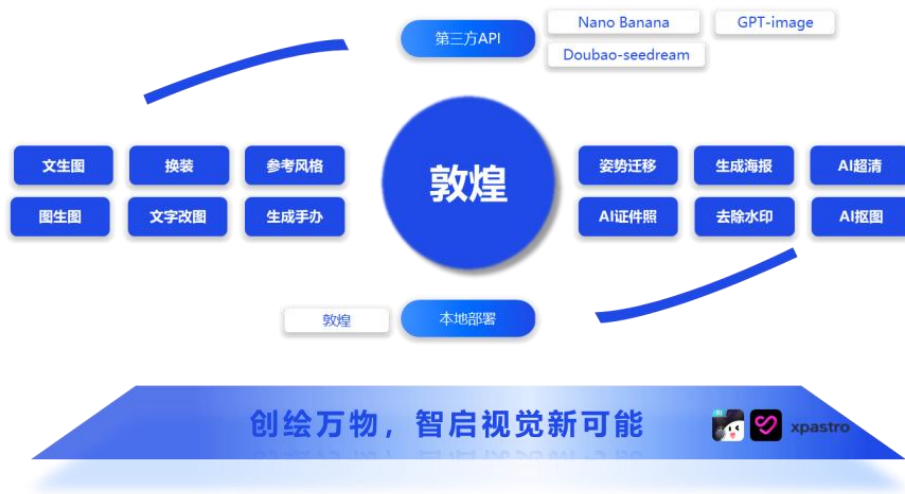 第三方API
Nano Banana
GPT-image
Doubao-seedream
文生图
换装
参考风格
敦煌
姿势迁移
生成海报
AI超清
图生图
文字改图
生成手办
AI证件照
去除水印
AI抠图
敦煌
本地部署
创绘万物，智启视觉新可能
xpastro